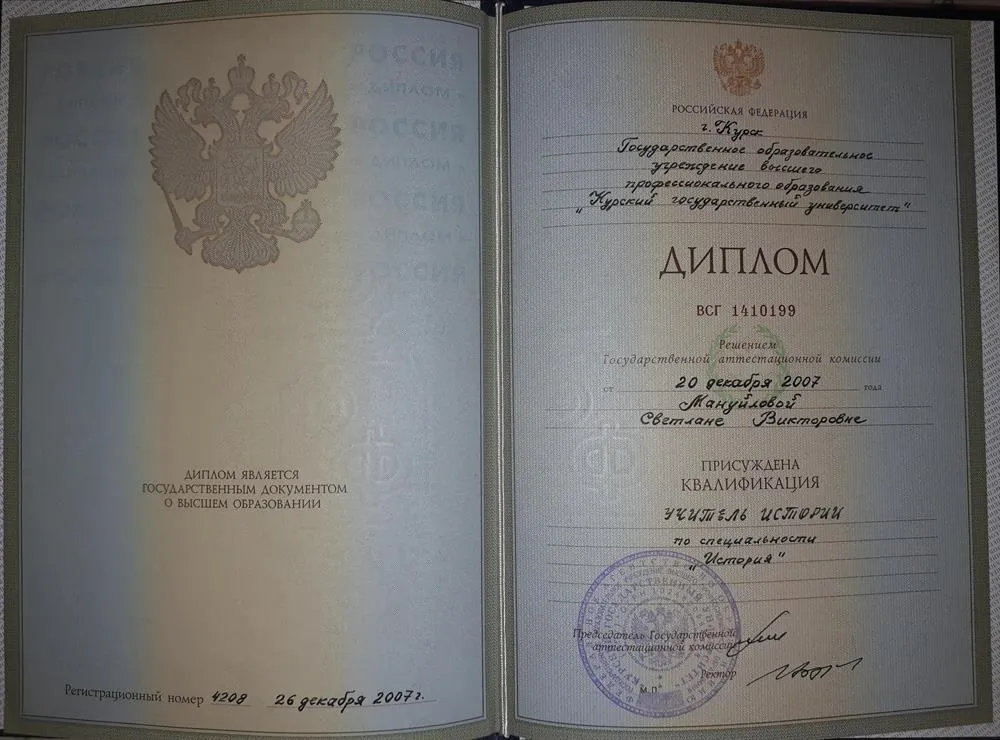 ДИПЛОМ ЯВЛЯЕТСЯ
ГОСУДАРСТВЕННЫМ ДОКУМЕНТОМ
О ВЫСШЕМ ОБРАЗОВАНИИ
Регистрационный номер 4208 26 декабря 2007г.
РОССИЙСКАЯ ФЕДЕРАЦИЯ
г. Курск
Государственное образовательное
учреждение высшего
профессионального образования
"Курский государственный университет"
ДИПЛОМ
ВСГ 1410199
Решением
Государственной аттестационной комиссии
от 20 декабря 2007 года
Мануйловой
Светлане Викторовне
ПРИСУЖДЕНА
КВАЛИФИКАЦИЯ
УЧИТЕЛЬ ИСТОРИИ
по специальности
"История"
Председатель Государственной
аттестационной комиссии
Ректор
М.П.